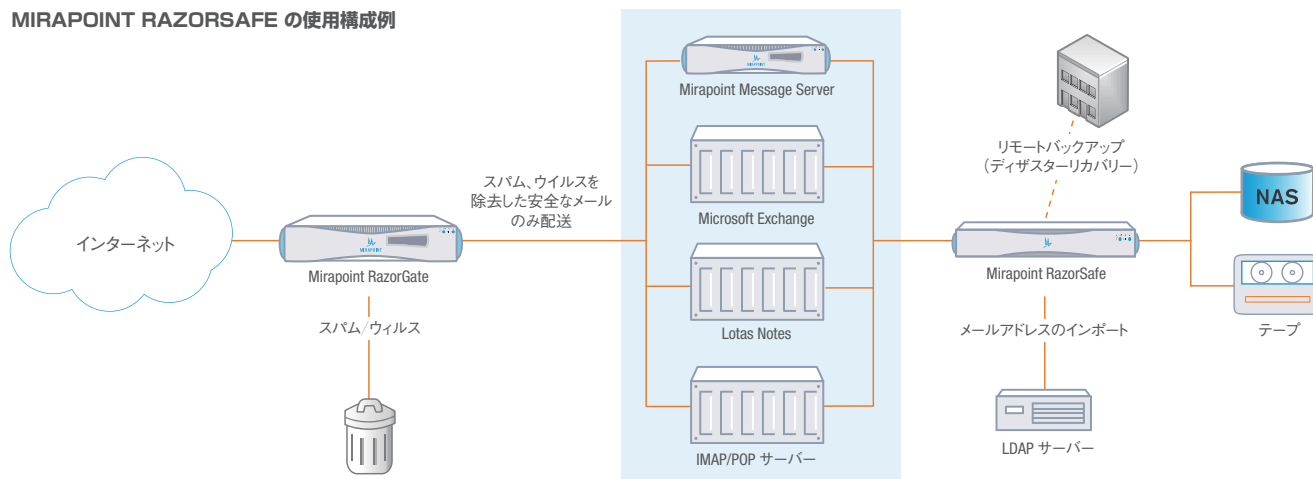 MIRAPOINT RAZORSAFE の使用構成例
インターネット
MIRAPOINT
Mirapoint RazorGate
スパム/ウィルス
スパム、ウイルスを
除去した安全なメール
のみ配送
MIRAPOINT
Mirapoint Message Server
Microsoft Exchange
Lotas Notes
IMAP/POP サーバー
リモートバックアップ
（ディザスターリカバリー）
Mirapoint RazorSafe
メールアドレスのインポート
LDAP サーバー
NAS
テープ